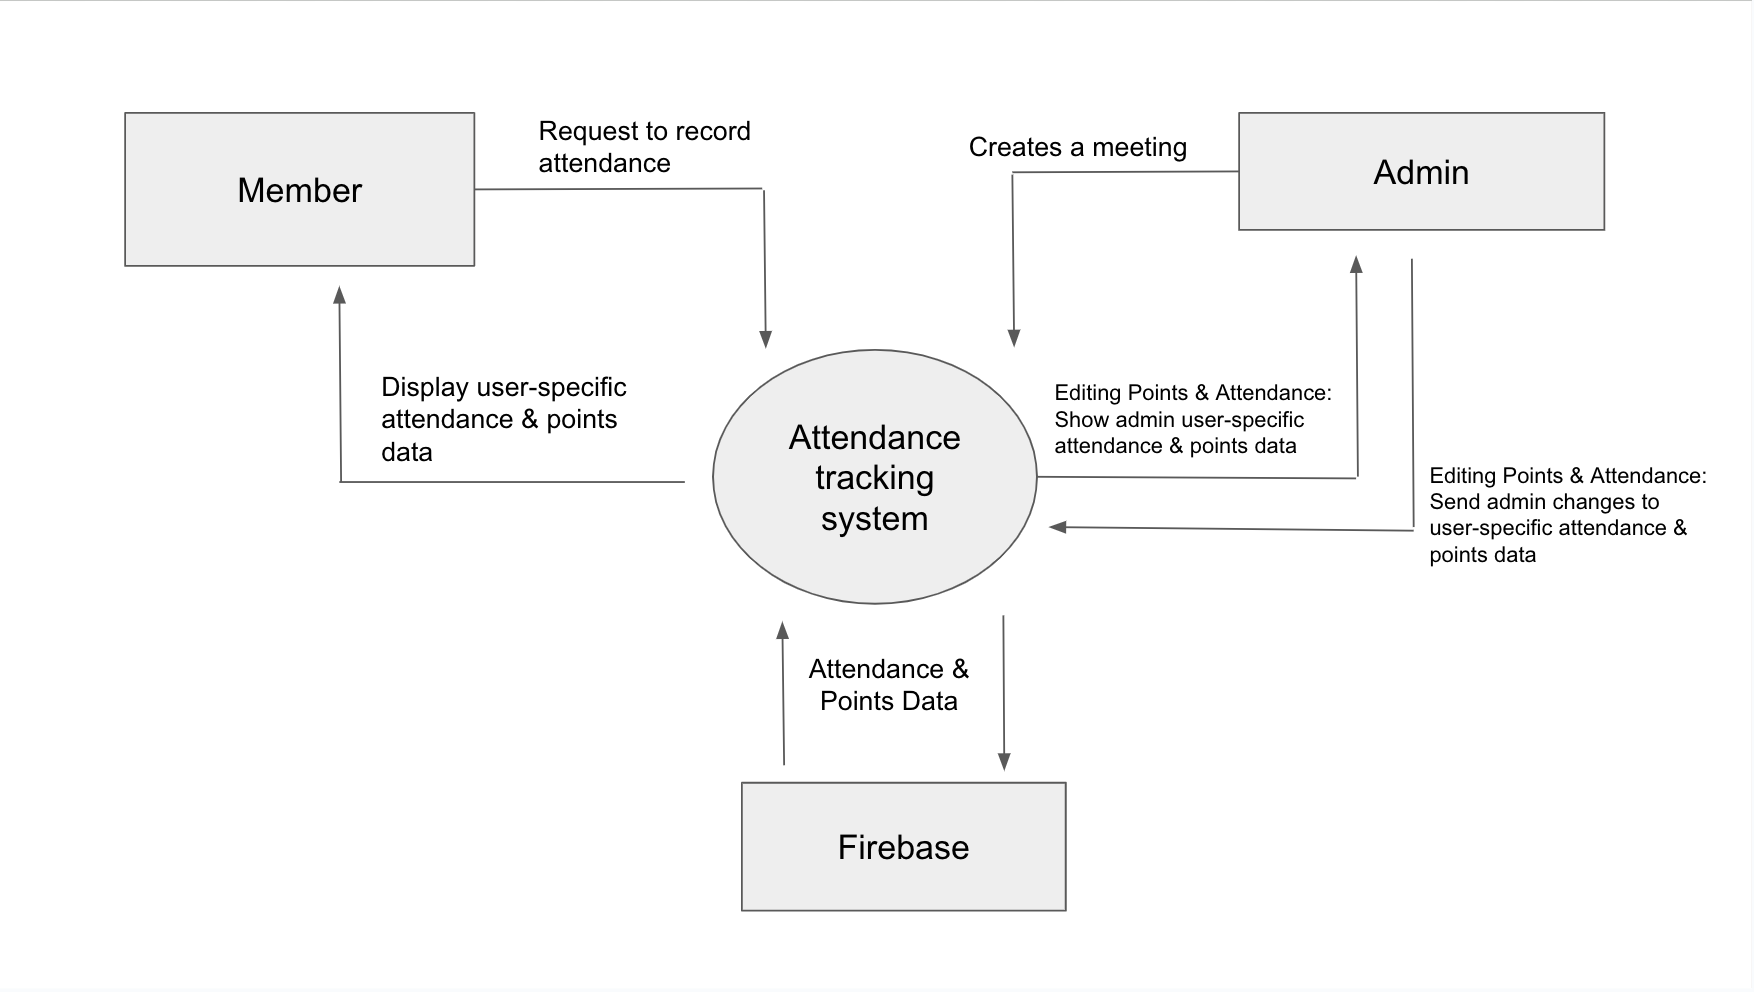 Request to record
attendance
Creates a meeting
Member
Admin
Display user-specific
attendance & points
data
Editing Points & Attendance:
Show admin user-specific
attendance & points data
Attendance
tracking
system
Editing Points & Attendance:
Send admin changes to
user-specific attendance &
points data
Attendance &
Points Data
Firebase